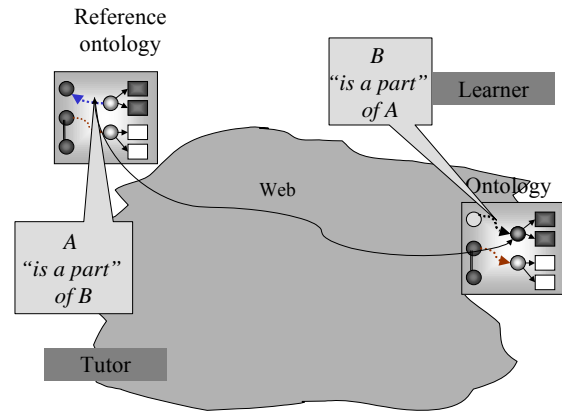 Reference
ontology
B
“is a part”
of A
Learner
Web
Ontology
A
“is a part”
of B
Tutor